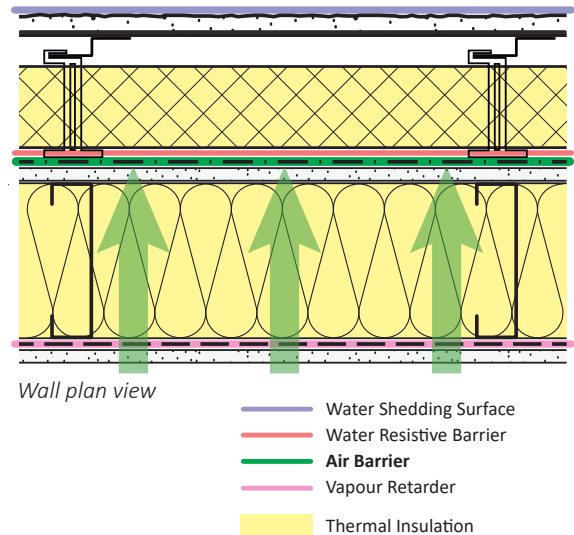 Wall plan view
Water Shedding Surface
Water Resistive Barrier
Air Barrier
Vapour Retarder
Thermal Insulation